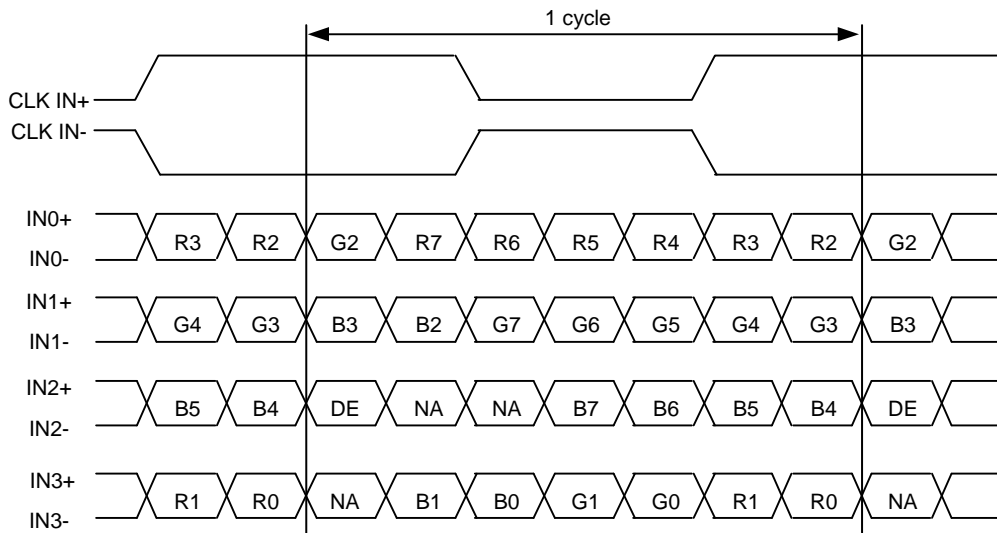 1 cycle
CLK IN+
CLK IN-
IN0+
R3 R2 G2 R7 R6 R5 R4 R3 R2 G2
IN0-
IN1+
G4 G3 B3 B2 G7 G6 G5 G4 G3 B3
IN1-
IN2+
B5 B4 DE NA NA B7 B6 B5 B4 DE
IN2-
IN3+
R1 R0 NA B1 B0 G1 G0 R1 R0 NA
IN3-